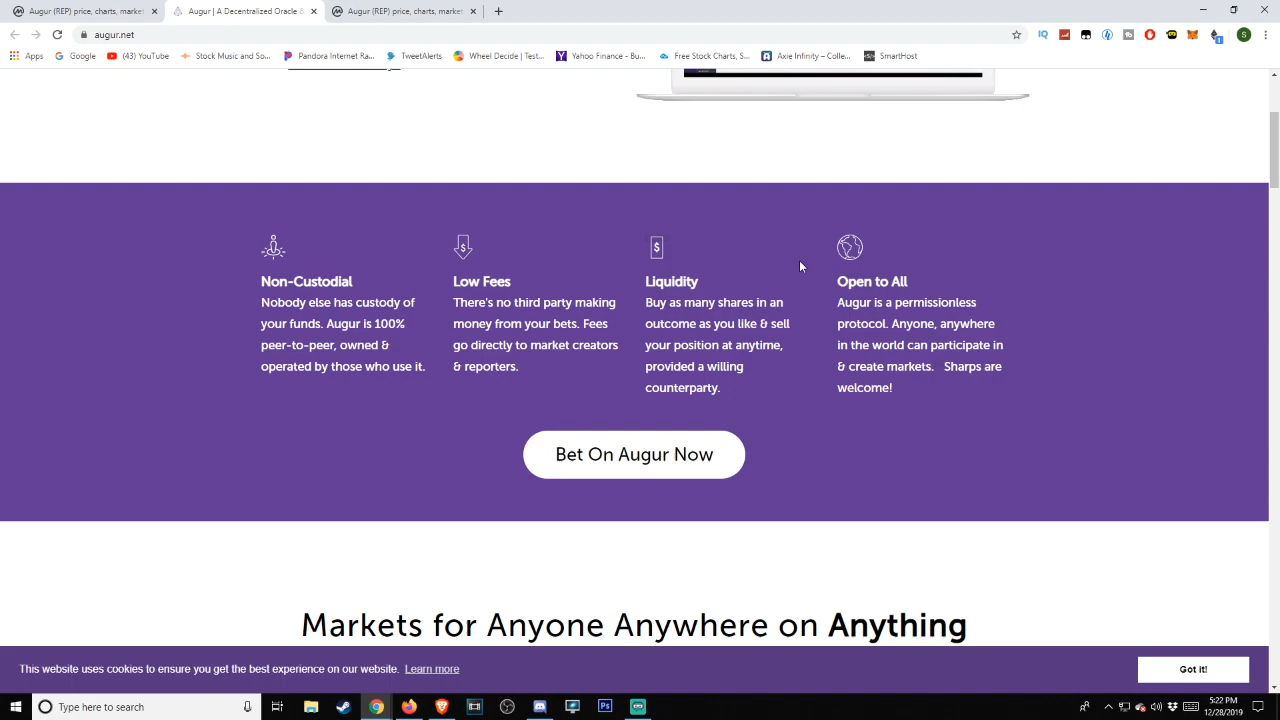 Augur (REP) price, charts, market
Augur | A Decentralized Oracle &
Augur (REP) price, charts, market
augur.net
Apps
Google
(43) YouTube
Stock Music and So...
Pandora Internet Ra...
TweetAlerts
Wheel Decide | Test...
Yahoo Finance - Bu...
Free Stock Charts, S...
Axie Infinity – Colle...
SmartHost
Non-Custodial
Nobody else has custody of
your funds. Augur is 100%
peer-to-peer, owned &
operated by those who use it.
Low Fees
There's no third party making
money from your bets. Fees
go directly to market creators
& reporters.
Liquidity
Buy as many shares in an
outcome as you like & sell
your position at anytime,
provided a willing
counterparty.
Open to All
Augur is a permissionless
protocol. Anyone, anywhere
in the world can participate in
& create markets. Sharps are
welcome!
Bet On Augur Now
Markets for Anyone Anywhere on Anything
This website uses cookies to ensure you get the best experience on our website. Learn more
Got it!
Type here to search
5:22 PM
12/28/2019